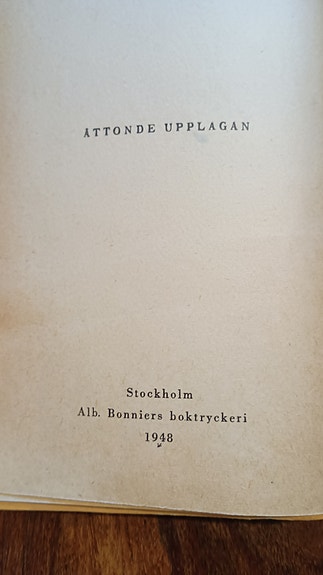 ÅTTONDE UPPLAGAN
Stockholm
Alb. Bonniers boktryckeri
1948